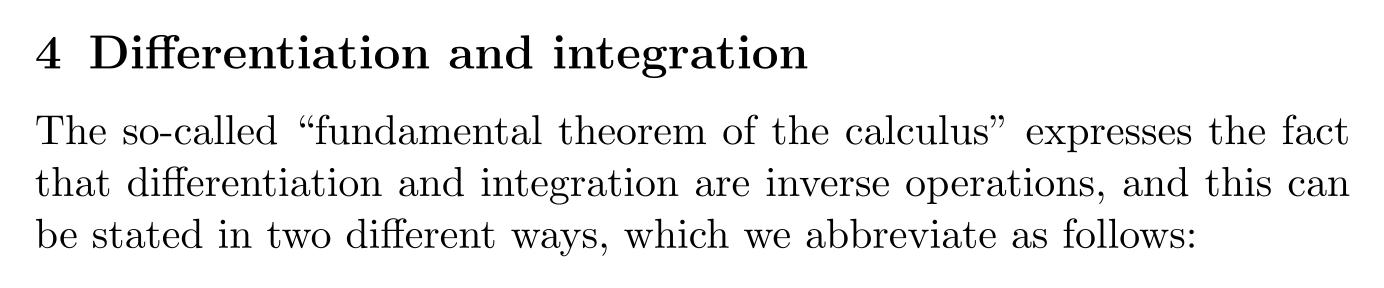 4 Differentiation and integration
The so-called “fundamental theorem of the calculus” expresses the fact
that differentiation and integration are inverse operations, and this can
be stated in two different ways, which we abbreviate as follows: